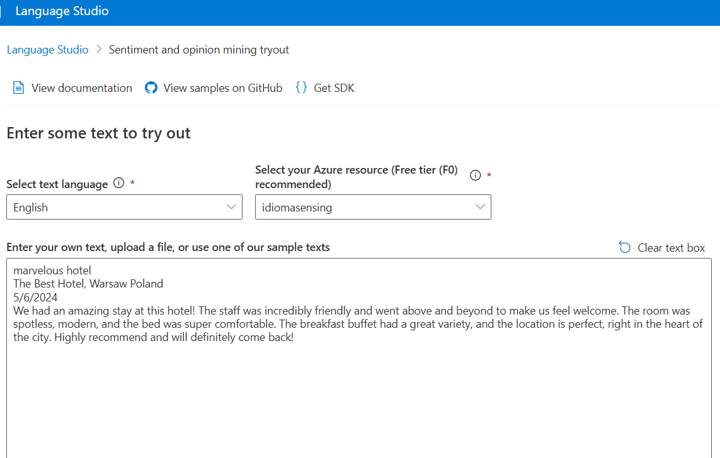 Language Studio
Language Studio > Sentiment and opinion mining tryout
View documentation View samples on GitHub {} Get SDK
Enter some text to try out
Select text language * Select your Azure resource (Free tier (F0) recommended) *
English idiomasensing
Enter your own text, upload a file, or use one of our sample texts Clear text box
marvelous hotel
The Best Hotel, Warsaw Poland
5/6/2024
We had an amazing stay at this hotel! The staff was incredibly friendly and went above and beyond to make us feel welcome. The room was
spotless, modern, and the bed was super comfortable. The breakfast buffet had a great variety, and the location is perfect, right in the heart of
the city. Highly recommend and will definitely come back!